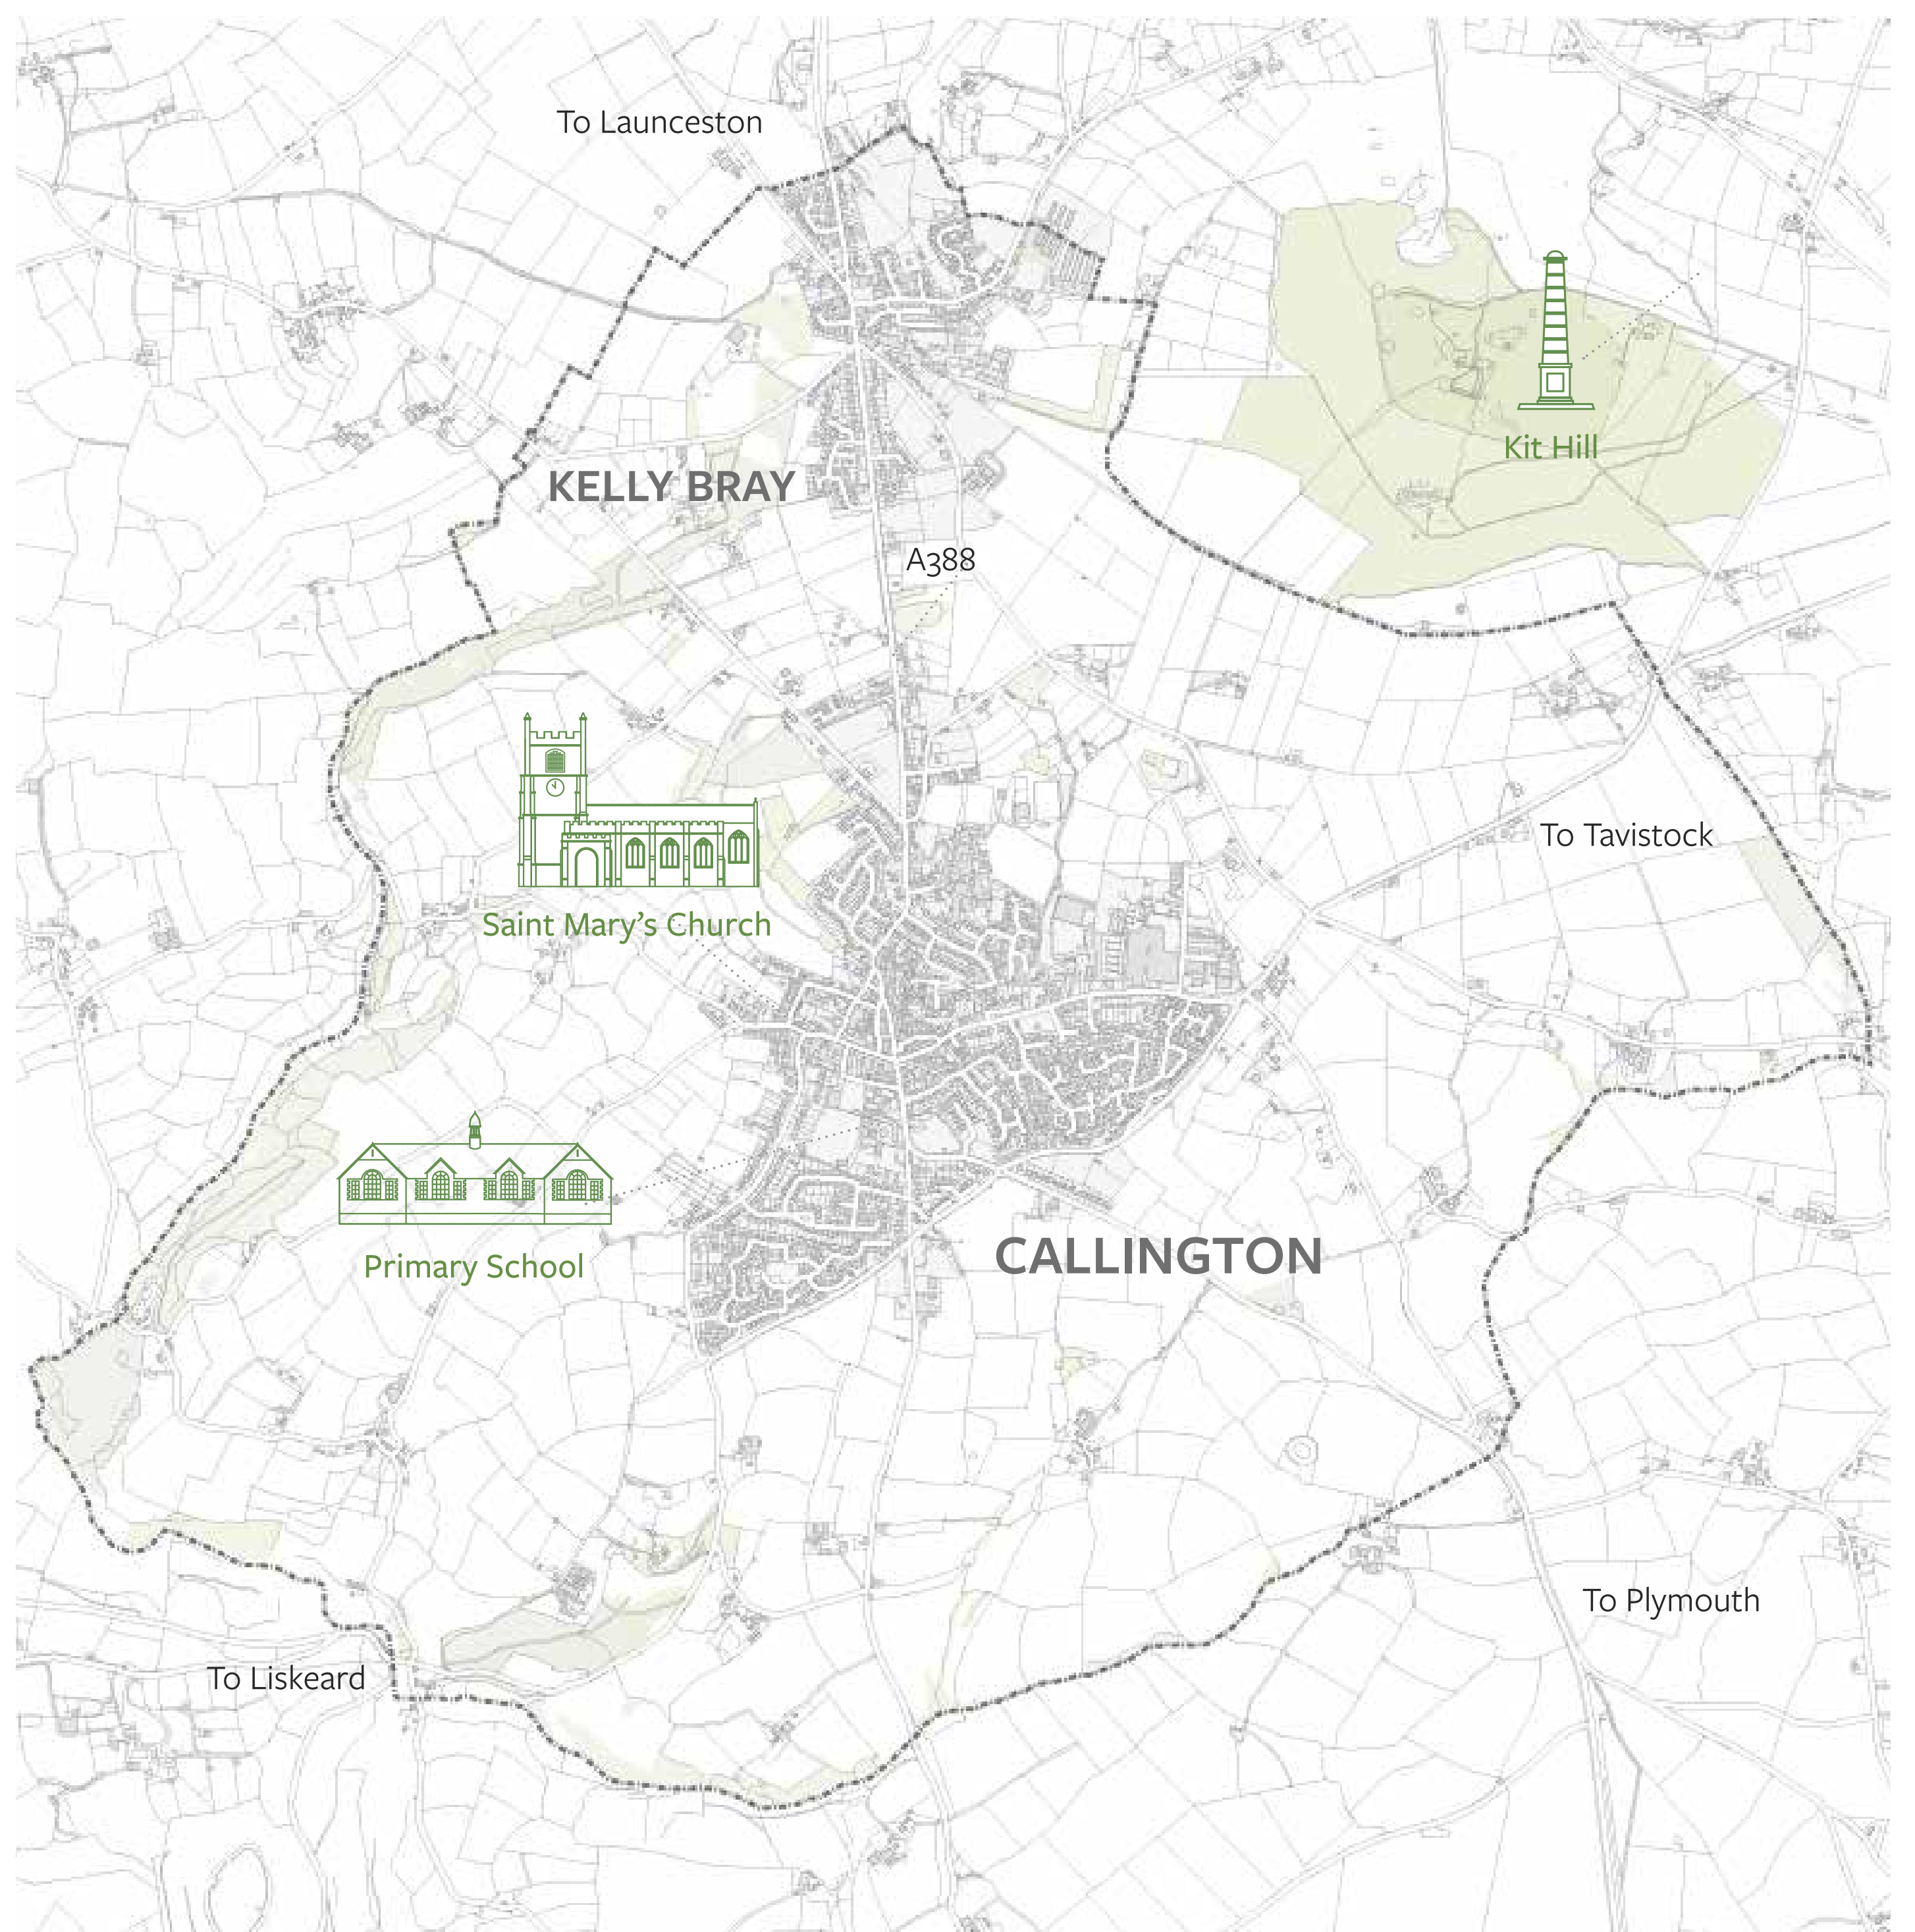 To Launceston
Kit Hill
KELLY BRAY
A388
To Tavistock
Saint Mary’s Church
CALLINGTON
Primary School
To Plymouth
To Liskeard